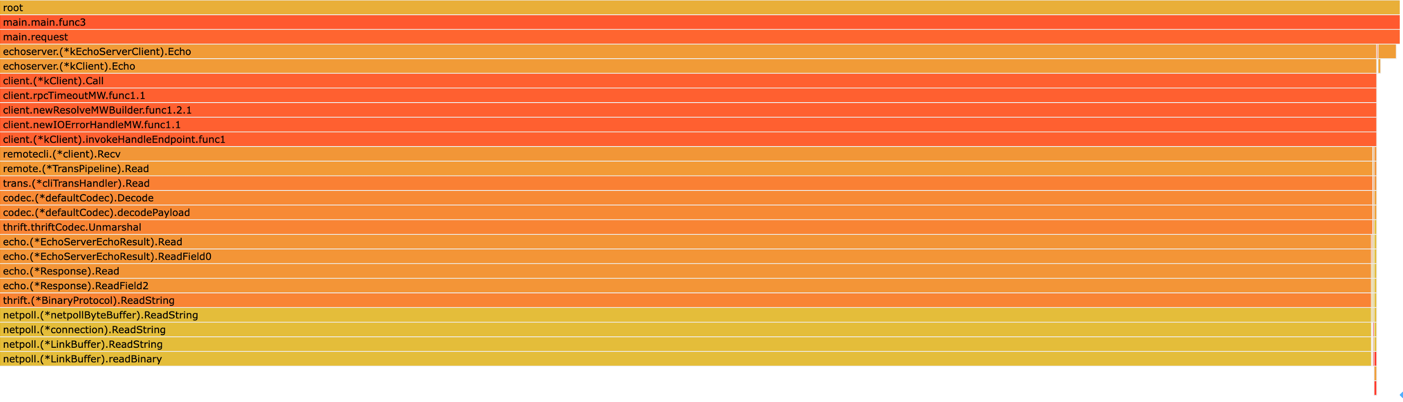 root
main.main.func3
main.request
echoserver.(*kEchoServerClient).Echo
echoserver.(*kClient).Echo
client.(*kClient).Call
client.rpcTimeoutMW.func1.1
client.newResolveMWBuilder.func1.2.1
client.newIOErrorHandleMW.func1.1
client.(*kClient).invokeHandleEndpoint.func1
remotecli.(*client).Recv
remote.(*TransPipeline).Read
trans.(*cliTransHandler).Read
codec.(*defaultCodec).Decode
codec.(*defaultCodec).decodePayload
thrift.thriftCodec.Unmarshal
echo.(*EchoServerEchoResult).Read
echo.(*EchoServerEchoResult).ReadField0
echo.(*Response).Read
echo.(*Response).ReadField2
thrift.(*BinaryProtocol).ReadString
netpoll.(*netpollByteBuffer).ReadString
netpoll.(*connection).ReadString
netpoll.(*LinkBuffer).ReadString
netpoll.(*LinkBuffer).readBinary